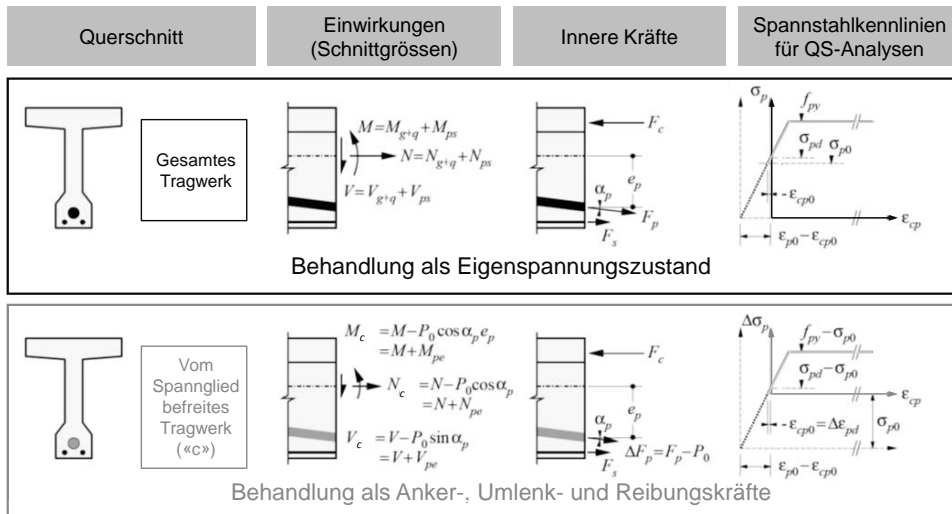 Querschnitt
Einwirkungen
(Schnittgrössen)
Innere Kräfte
Spannstahlkennlinien
für QS-Analysen
Gesamtes
Tragwerk
M = M_{g+q} + M_{ps}
N = N_{g+q} + N_{ps}
V = V_{g+q} + V_{ps}
F_c
e_p
α_p
F_p
F_s
σ_p
f_{py}
σ_{pd}
σ_{p0}
-ε_{cp0}
ε_{cp}
ε_{p0} - ε_{cp0}
Behandlung als Eigenspannungszustand
Vom
Spannglied
befreites
Tragwerk
(«c»)
M_c = M - P_0 cos α_p e_p
= M + M_{pe}
N_c = N - P_0 cos α_p
= N + N_{pe}
V_c = V - P_0 sin α_p
= V + V_{pe}
F_c
e_p
α_p
F_s
ΔF_p = F_p - P_0
Δσ_p
f_{py} - σ_{p0}
σ_{pd} - σ_{p0}
ε_{cp}
-ε_{cp0} = Δε_{pd}
σ_{p0}
ε_{p0} - ε_{cp0}
Behandlung als Anker-, Umlenk- und Reibungskräfte